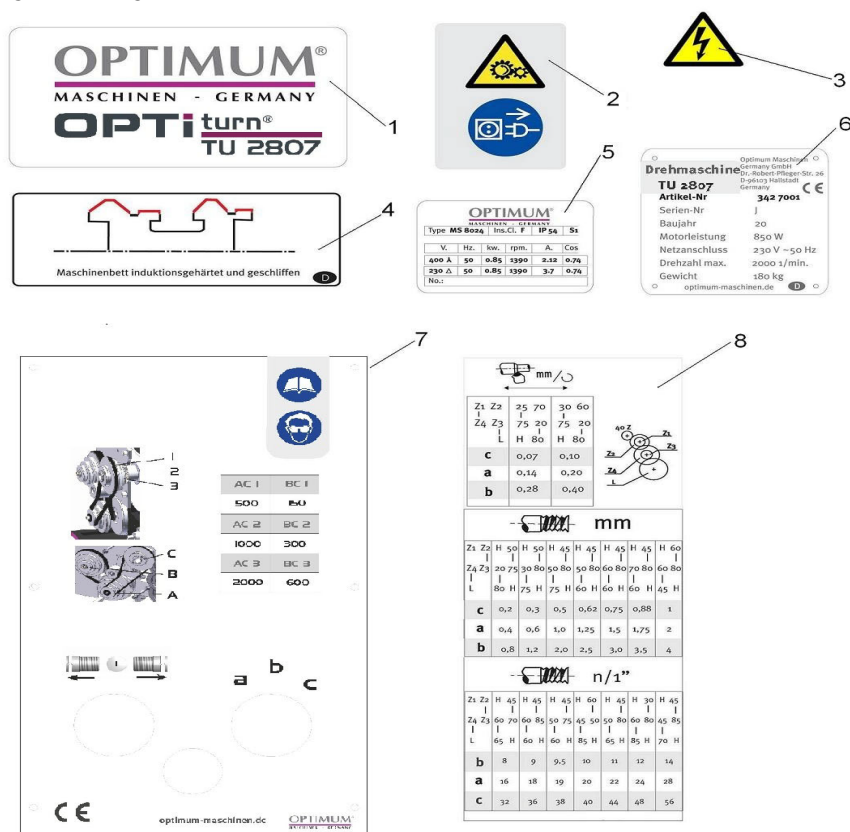 OPTIMUM®
MASCHINEN - GERMANY
OPTi turn®
TU 2807
1
2
3
4
Maschinenbett induktionsgehärtet und geschliffen D
5
OPTIMUM
MASCHINEN - GERMANY
Type MS 8024 Ins.Cl. F IP 54 S1
V. Hz. kw. rpm. A. Cos
400 ⅄ 50 0.85 1390 2.12 0.74
230 △ 50 0.85 1390 3.7 0.74
No.:
6
Optimum Maschinen
Germany GmbH
Dr.-Robert-Pfleger-Str. 26
D-96103 Hallstadt
Germany
CE
Drehmaschine
TU 2807
Artikel-Nr 342 7001
Serien-Nr J
Baujahr 20
Motorleistung 850 W
Netzanschluss 230 V ~50 Hz
Drehzahl max. 2000 1/min.
Gewicht 180 kg
optimum-maschinen.de D
7
1
2
3
C
B
A
AC 1 BC 1
500 150
AC 2 BC 2
1000 300
AC 3 BC 3
2000 600
a b c
CE
optimum-maschinen.de
OPTIMUM®
MASCHINEN - GERMANY
8
mm/
Z1 Z2 25 70 30 60
Z4 Z3 75 20 75 20
L H 80 H 80
c 0,07 0,10
a 0,14 0,20
b 0,28 0,40
40 Z
Z1
Z2
Z3
Z4
L
mm
Z1 Z2 H 50 H 50 H 45 H 45 H 45 H 45 H 60
Z4 Z3 20 75 30 80 50 80 50 80 60 80 70 80 60 80
L 80 H 75 H 75 H 60 H 60 H 60 H 45 H
c 0,2 0,3 0,5 0,62 0,75 0,88 1
a 0,4 0,6 1,0 1,25 1,5 1,75 2
b 0,8 1,2 2,0 2,5 3,0 3,5 4
n/1”
Z1 Z2 H 45 H 45 H 45 H 60 H 45 H 30 H 45
Z4 Z3 60 70 60 85 50 75 45 50 50 80 60 80 45 85
L 65 H 60 H 60 H 85 H 65 H 85 H 70 H
b 8 9 9.5 10 11 12 14
a 16 18 19 20 22 24 28
c 32 36 38 40 44 48 56